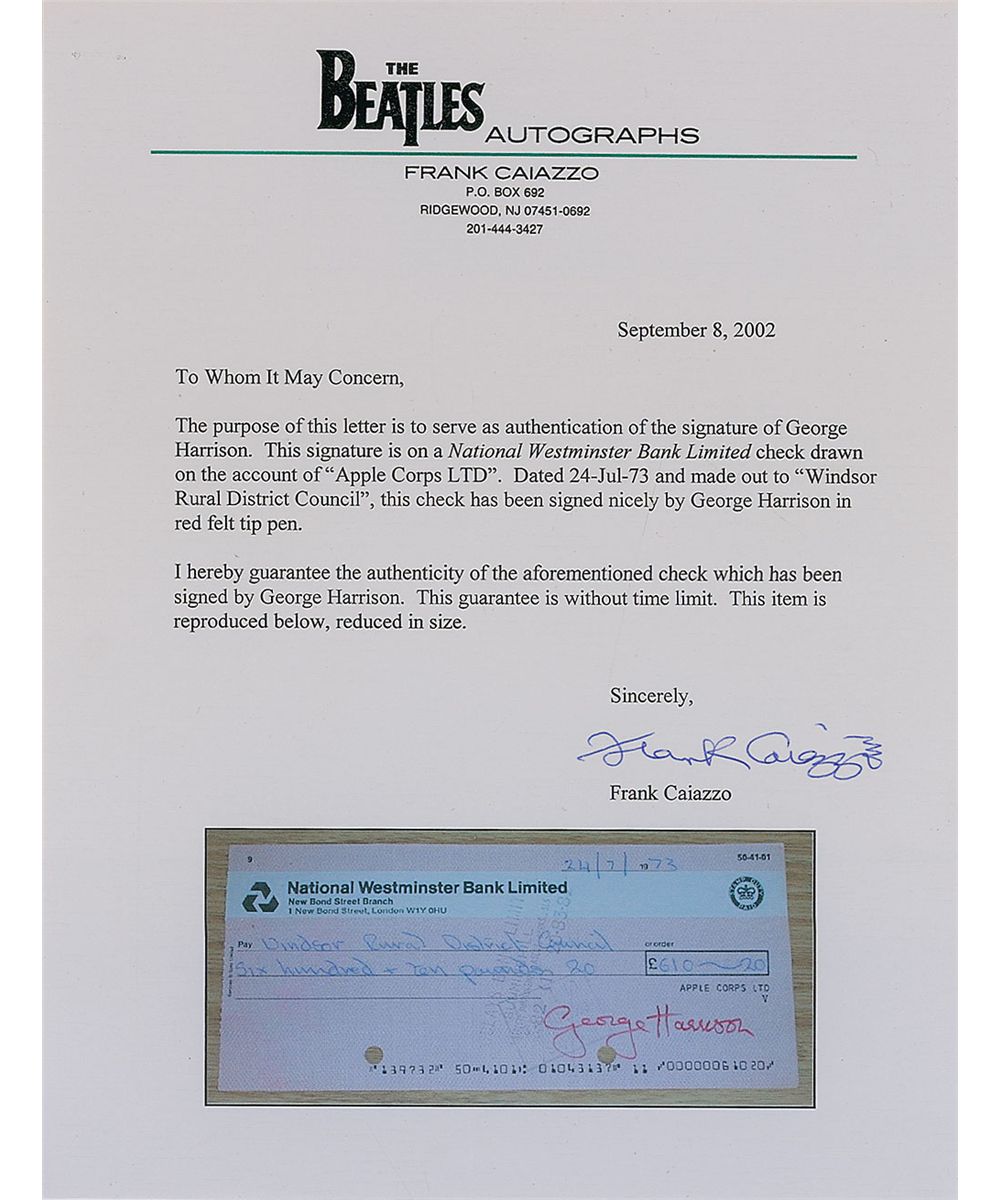 THE
BEATLES AUTOGRAPHS
FRANK CAIAZZO
P.O. BOX 692
RIDGEWOOD, NJ 07451-0692
201-444-3427
September 8, 2002
To Whom It May Concern,
The purpose of this letter is to serve as authentication of the signature of George
Harrison. This signature is on a National Westminster Bank Limited check drawn
on the account of "Apple Corps LTD". Dated 24-Jul-73 and made out to "Windsor
Rural District Council", this check has been signed nicely by George Harrison in
red felt tip pen.
I hereby guarantee the authenticity of the aforementioned check which has been
signed by George Harrison. This guarantee is without time limit. This item is
reproduced below, reduced in size.
Sincerely,
Frank Caiazzo
Frank Caiazzo
9
24/7/1973
50-41-01
National Westminster Bank Limited
New Bond Street Branch
1 New Bond Street, London W1Y 0HU
Pay Windsor Rural District Council or order
Six hundred + ten pounds 20 £610~20
APPLE CORPS LTD
George Harrison